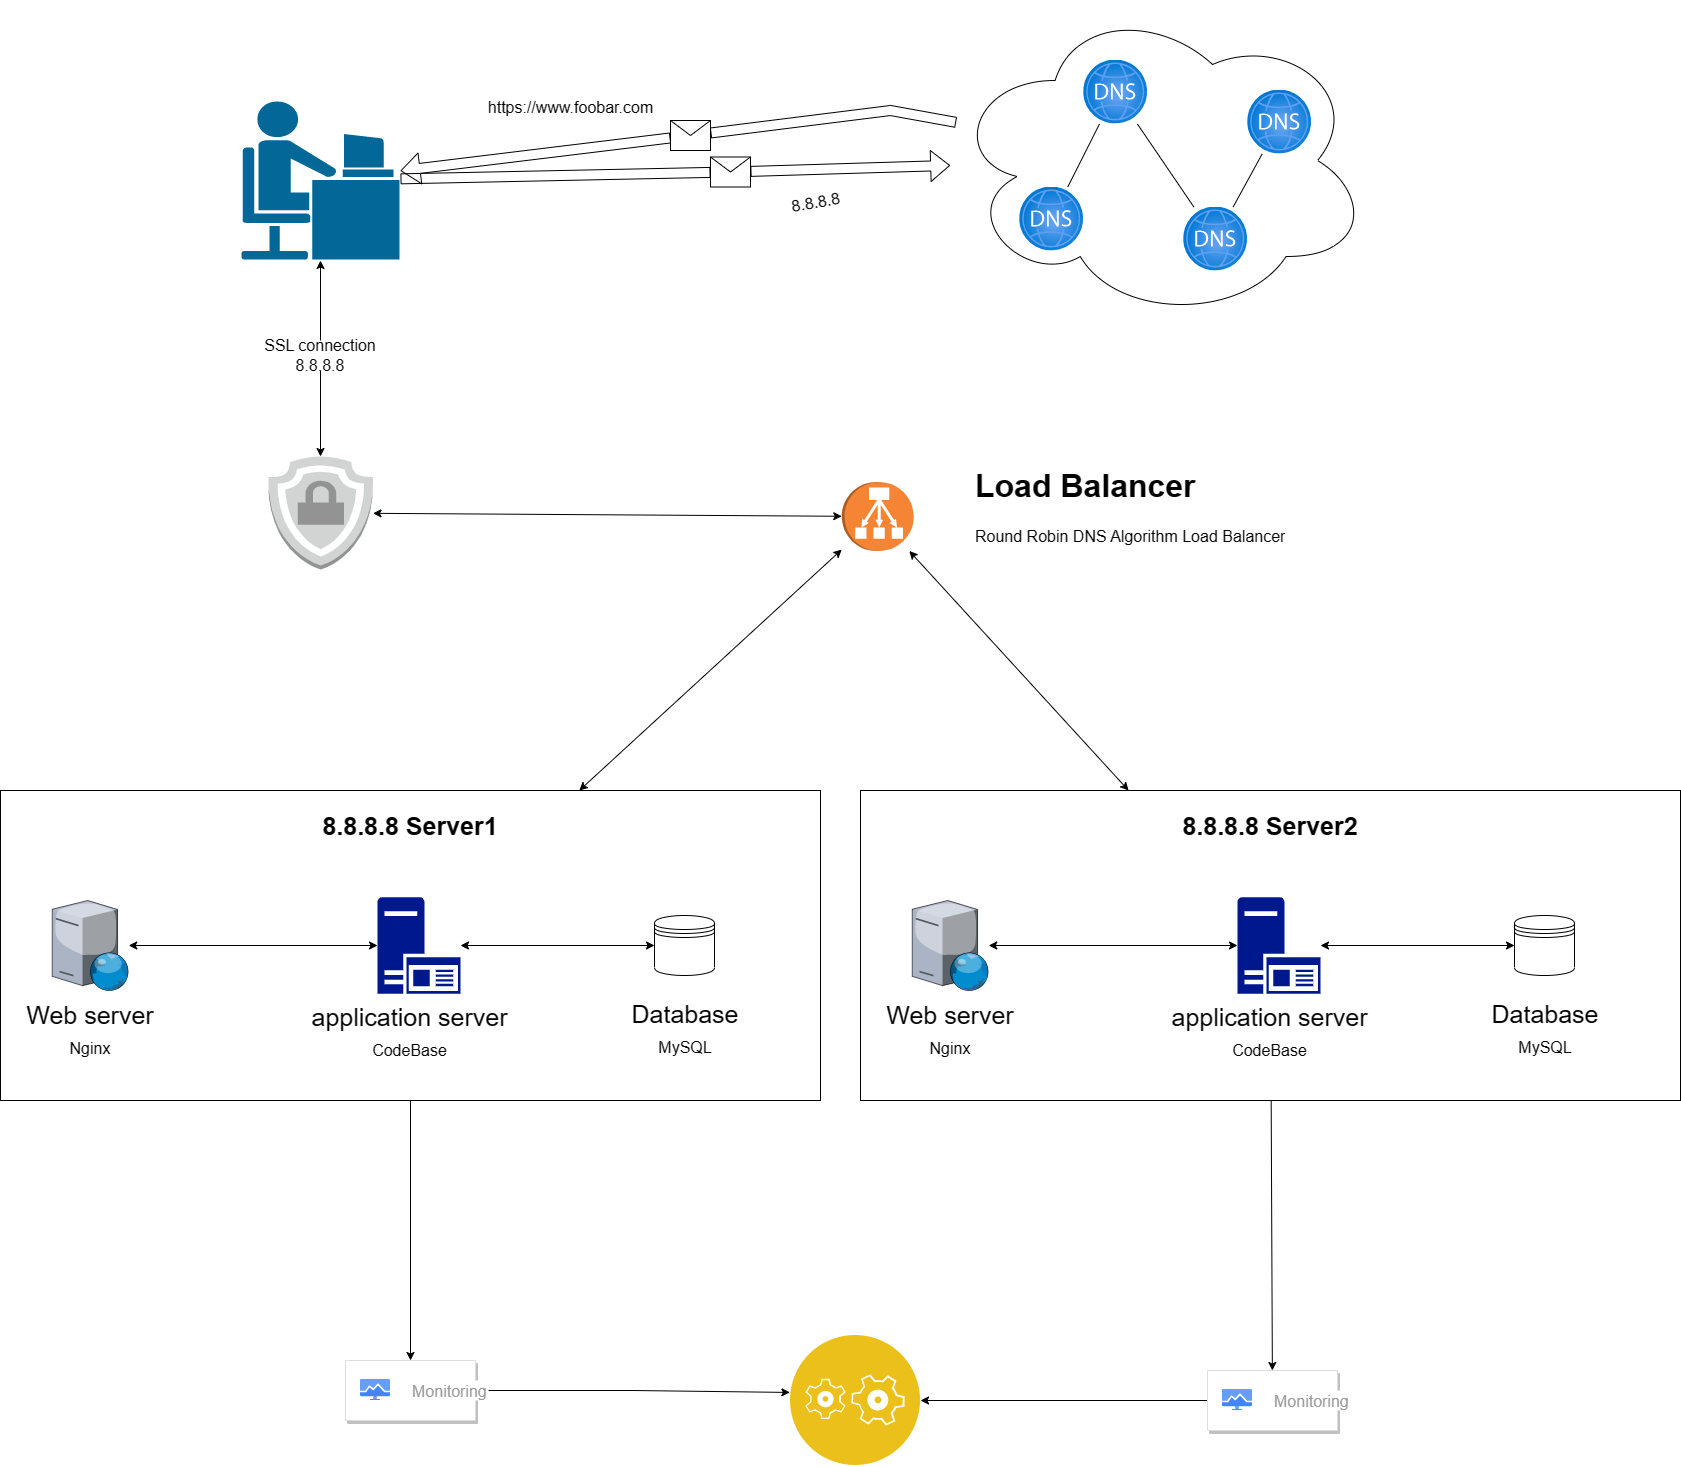 https://www.foobar.com
DNS
DNS
8.8.8.8
DNS
DNS
SSL connection
8.8.8.8
Load Balancer
Round Robin DNS Algorithm Load Balancer
8.8.8.8 Server1
Web server
Nginx
application server
CodeBase
Database
MySQL
8.8.8.8 Server2
Web server
Nginx
application server
CodeBase
Database
MySQL
Monitoring
Monitoring